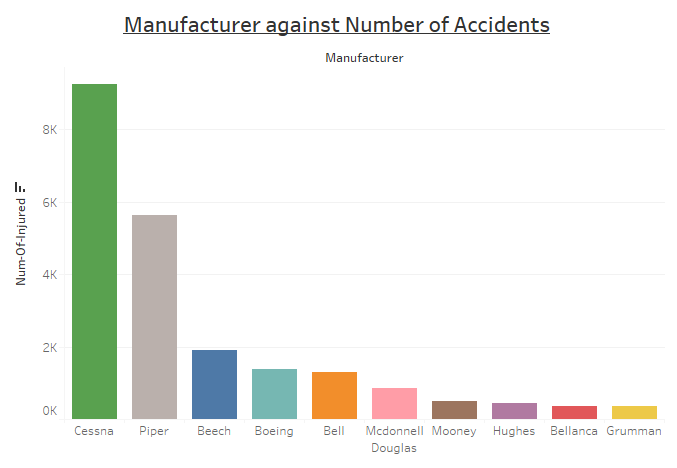 Manufacturer against Number of Accidents
Manufacturer
Num-Of-Injured
8K
6K
4K
2K
0K
Cessna Piper Beech Boeing Bell Mcdonnell Mooney Hughes Bellanca Grumman
Douglas